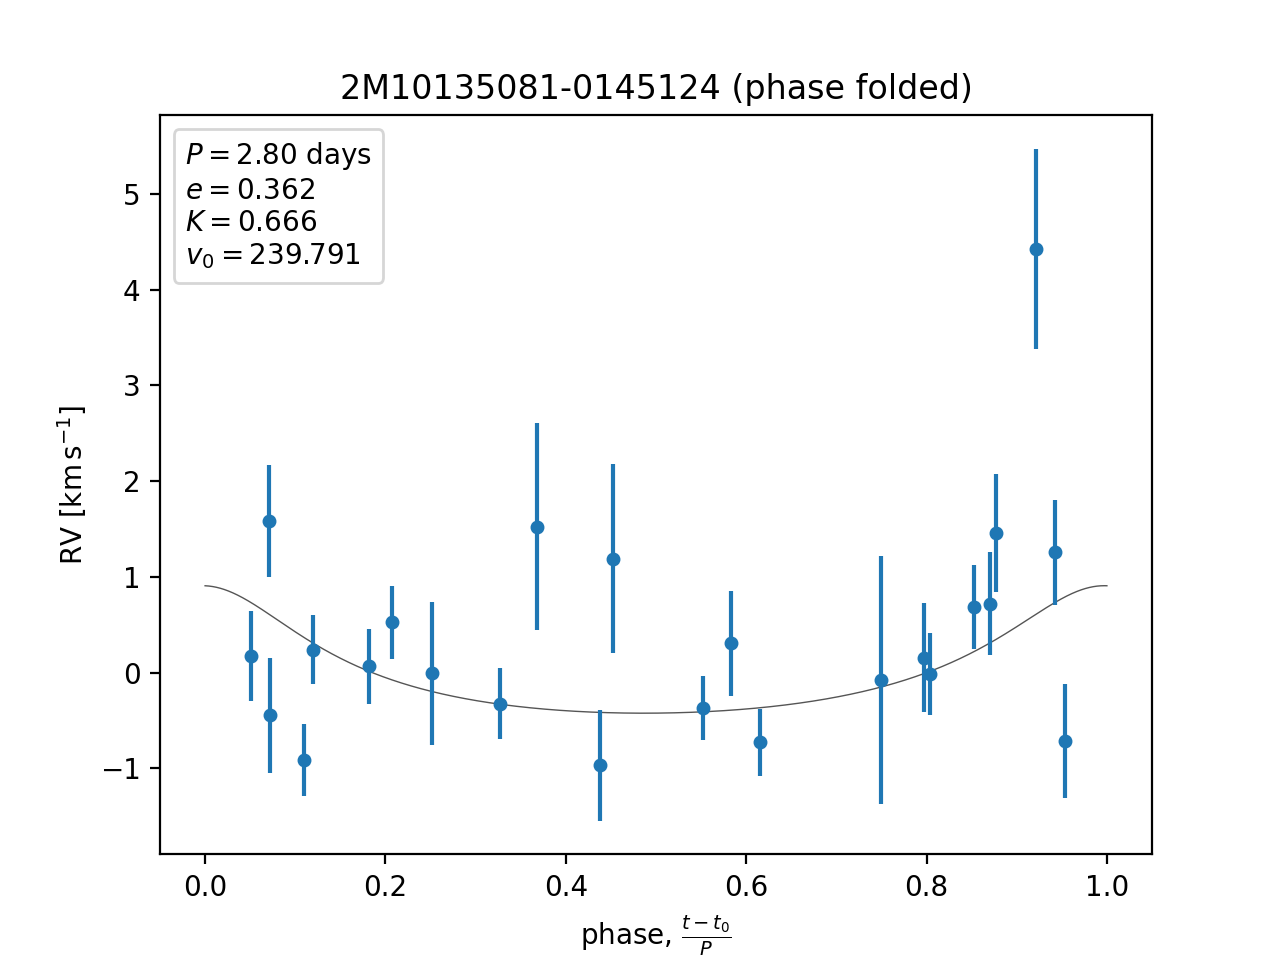 2M10135081-0145124 (phase folded)
P = 2.80 days
e = 0.362
K = 0.666
v₀ = 239.791
5
4
3
2
1
0
−1
RV [km s⁻¹]
0.0 0.2 0.4 0.6 0.8 1.0
phase, (t − t₀)/P